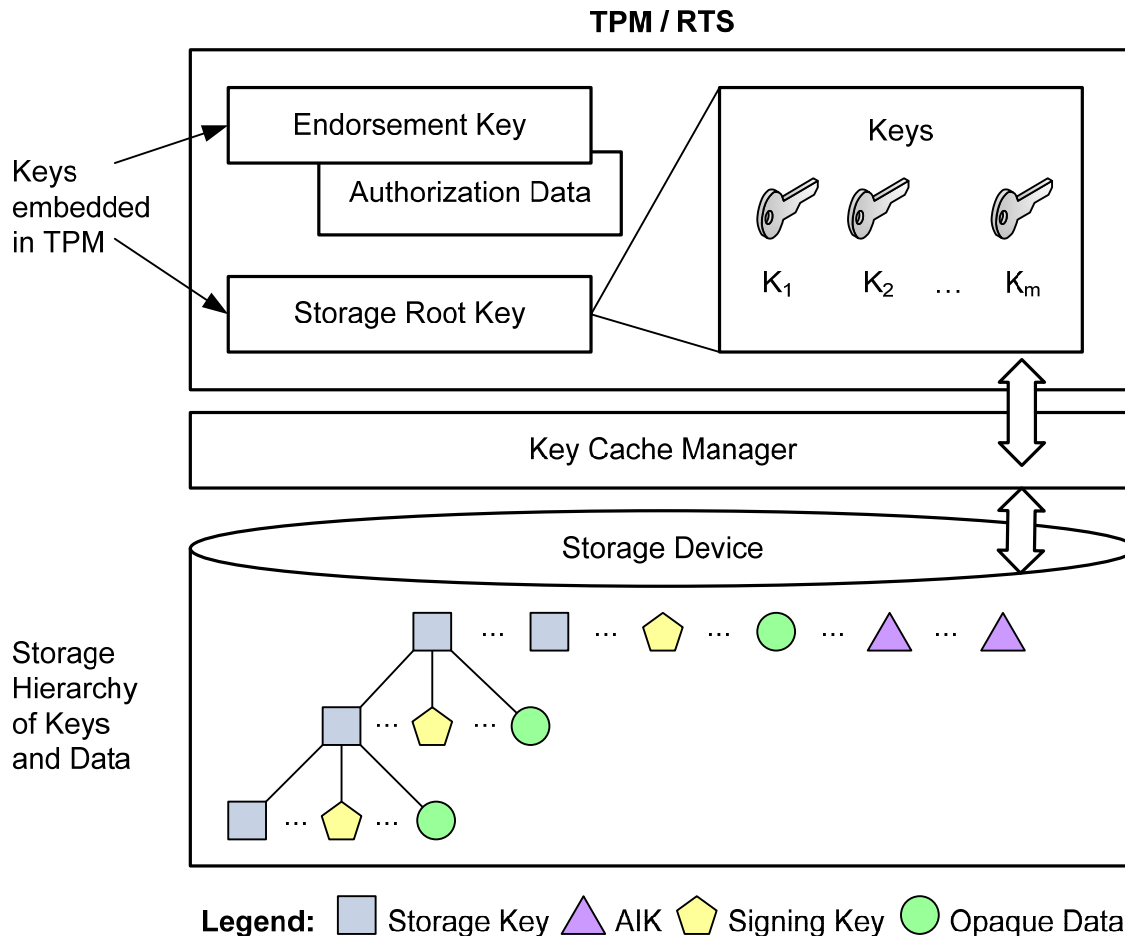 TPM / RTS
Endorsement Key
Authorization Data
Keys
embedded
in TPM
Storage Root Key
Keys
K₁ K₂ ... Kₘ
Key Cache Manager
Storage Device
... ... ... ... ...
Storage
Hierarchy
of Keys
and Data
... ...
... ...
Legend: Storage Key AIK Signing Key Opaque Data